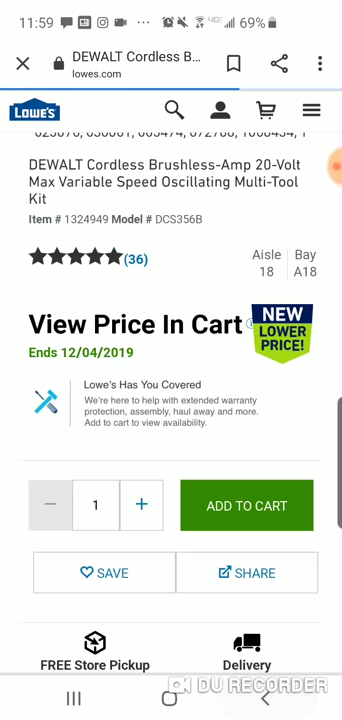 11:59 69%
DEWALT Cordless B...
lowes.com
LOWE'S
DEWALT Cordless Brushless-Amp 20-Volt
Max Variable Speed Oscillating Multi-Tool
Kit
Item # 1324949 Model # DCS356B
(36)
Aisle
18
Bay
A18
View Price In Cart
NEW
LOWER
PRICE!
Ends 12/04/2019
Lowe's Has You Covered
We're here to help with extended warranty
protection, assembly, haul away and more.
Add to cart to view availability.
− 1 +
ADD TO CART
SAVE
SHARE
FREE Store Pickup
Delivery
DU RECORDER